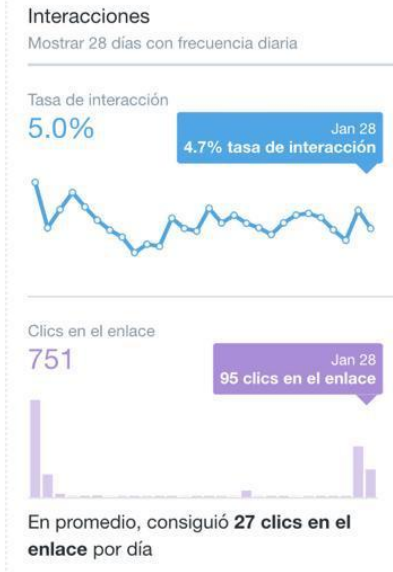 Interacciones
Mostrar 28 días con frecuencia diaria
Tasa de interacción
5.0%
Jan 28
4.7% tasa de interacción
Clics en el enlace
751
Jan 28
95 clics en el enlace
En promedio, consiguió 27 clics en el
enlace por día